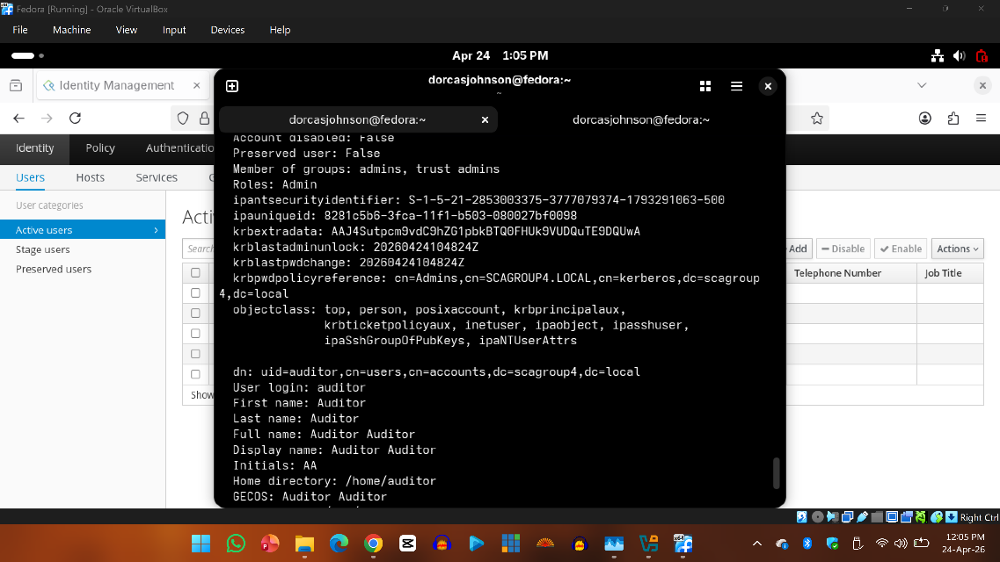 Fedora [Running] - Oracle VirtualBox
File Machine View Input Devices Help
Apr 24 1:05 PM
Identity Management
dorcasjohnson@fedora:~
~
dorcasjohnson@fedora:~
dorcasjohnson@fedora:~
Identity Policy
Users Hosts Services
User categories
Active users
Stage users
Preserved users
Search
Add Disable Enable Actions
Telephone Number Job Title
Account disabled: False
Preserved user: False
Member of groups: admins, trust admins
Roles: Admin
ipantsecurityidentifier: S-1-5-21-2853003375-3777079374-1793291063-500
ipauniqueid: 8281c5b6-3fca-11f1-b503-080027bf0098
krbextradata: AAJ4Sutpcm9vdC9hZG1pbkBTQ0FHUk9VUDQuTE9DQUwA
krblastadminunlock: 20260424104824Z
krblastpwdchange: 20260424104824Z
krbpwdpolicyreference: cn=Admins,cn=SCAGROUP4.LOCAL,cn=kerberos,dc=scagroup
4,dc=local
objectclass: top, person, posixaccount, krbprincipalaux,
krbticketpolicyaux, inetuser, ipaobject, ipasshuser,
ipaSshGroupOfPubKeys, ipaNTUserAttrs
dn: uid=auditor,cn=users,cn=accounts,dc=scagroup4,dc=local
User login: auditor
First name: Auditor
Last name: Auditor
Full name: Auditor Auditor
Display name: Auditor Auditor
Initials: AA
Home directory: /home/auditor
GECOS: Auditor Auditor
Right Ctrl
12:05 PM
24-Apr-26